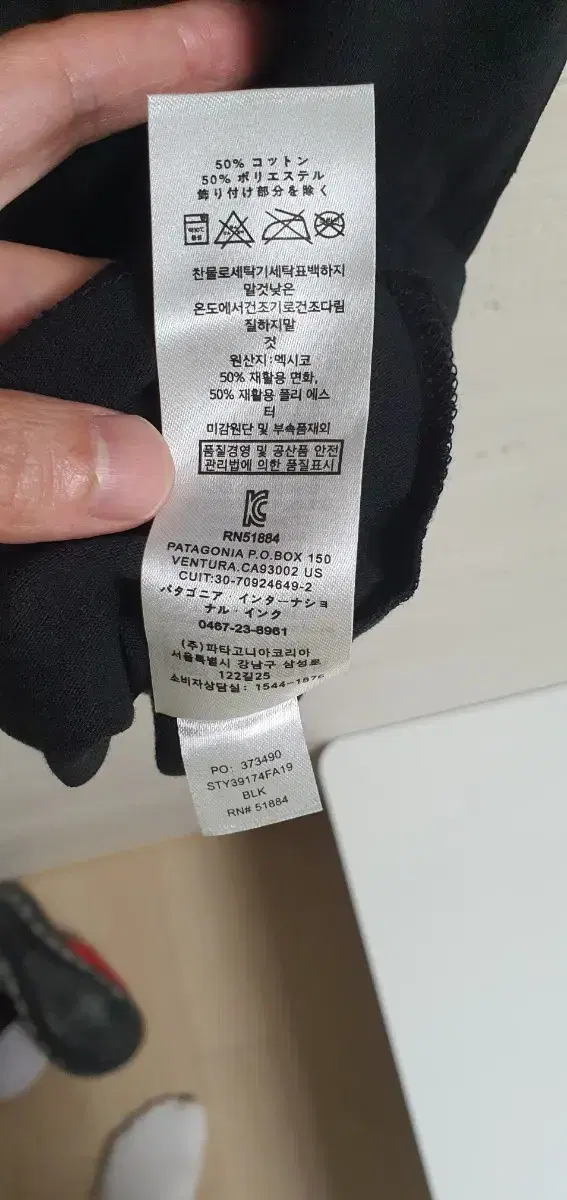 50% コットン
50% ポリエステル
飾り付け部分を除く
찬물로세탁기세탁표백하지
말것낮은
온도에서건조기로건조다림
질하지말
것
원산지:멕시코
50% 재활용 면화,
50% 재활용 폴리 에스
터
미감원단 및 부속품재외
품질경영 및 공산품 안전
관리법에 의한 품질표시
RN51884
PATAGONIA P.O.BOX 150
VENTURA.CA93002 US
CUIT:30-70924649-2
パタゴニア・インターナショ
ナル・インク
0467-23-8961
(주)파타고니아코리아
서울특별시 강남구 삼성로
122길25
소비자상담실:
PO: 373490
STY39174FA19
BLK
RN# 51884